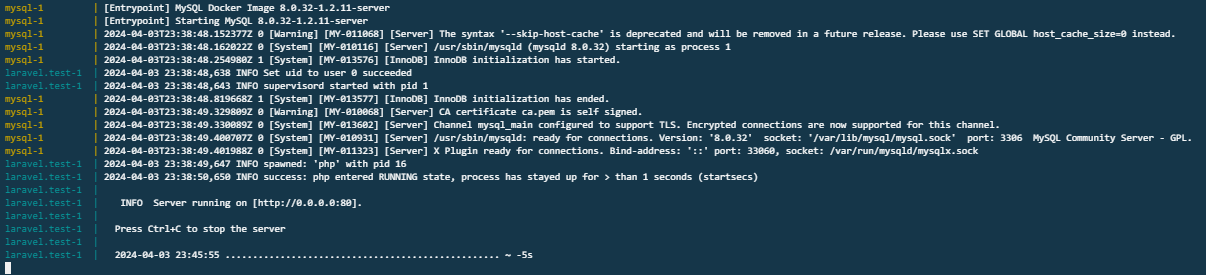 mysql-1         | [Entrypoint] MySQL Docker Image 8.0.32-1.2.11-server
mysql-1         | [Entrypoint] Starting MySQL 8.0.32-1.2.11-server
mysql-1         | 2024-04-03T23:38:48.152377Z 0 [Warning] [MY-011068] [Server] The syntax '--skip-host-cache' is deprecated and will be removed in a future release. Please use SET GLOBAL host_cache_size=0 instead.
mysql-1         | 2024-04-03T23:38:48.162022Z 0 [System] [MY-010116] [Server] /usr/sbin/mysqld (mysqld 8.0.32) starting as process 1
mysql-1         | 2024-04-03T23:38:48.254980Z 1 [System] [MY-013576] [InnoDB] InnoDB initialization has started.
laravel.test-1  | 2024-04-03 23:38:48,638 INFO Set uid to user 0 succeeded
laravel.test-1  | 2024-04-03 23:38:48,643 INFO supervisord started with pid 1
mysql-1         | 2024-04-03T23:38:48.819668Z 1 [System] [MY-013577] [InnoDB] InnoDB initialization has ended.
mysql-1         | 2024-04-03T23:38:49.329809Z 0 [Warning] [MY-010068] [Server] CA certificate ca.pem is self signed.
mysql-1         | 2024-04-03T23:38:49.330089Z 0 [System] [MY-013602] [Server] Channel mysql_main configured to support TLS. Encrypted connections are now supported for this channel.
mysql-1         | 2024-04-03T23:38:49.400707Z 0 [System] [MY-010931] [Server] /usr/sbin/mysqld: ready for connections. Version: '8.0.32'  socket: '/var/lib/mysql/mysql.sock'  port: 3306  MySQL Community Server - GPL.
mysql-1         | 2024-04-03T23:38:49.401988Z 0 [System] [MY-011323] [Server] X Plugin ready for connections. Bind-address: '::' port: 33060, socket: /var/run/mysqld/mysqlx.sock
laravel.test-1  | 2024-04-03 23:38:49,647 INFO spawned: 'php' with pid 16
laravel.test-1  | 2024-04-03 23:38:50,650 INFO success: php entered RUNNING state, process has stayed up for > than 1 seconds (startsecs)
laravel.test-1  |
laravel.test-1  |    INFO  Server running on [http://0.0.0.0:80].
laravel.test-1  |
laravel.test-1  |   Press Ctrl+C to stop the server
laravel.test-1  |
laravel.test-1  |   2024-04-03 23:45:55 .................................................. ~ -5s